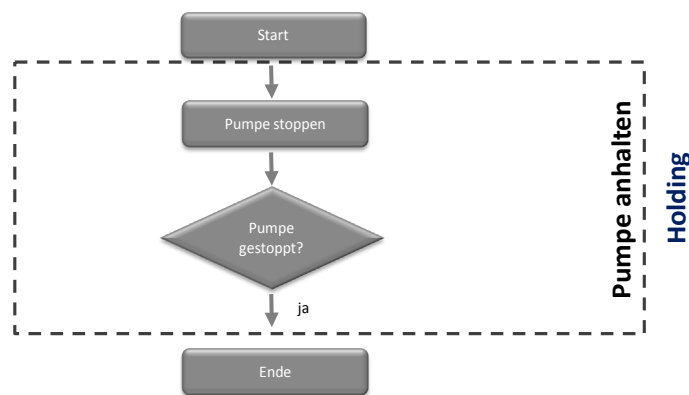 Start
Pumpe stoppen
Pumpe
gestoppt?
ja
Ende
Pumpe anhalten
Holding